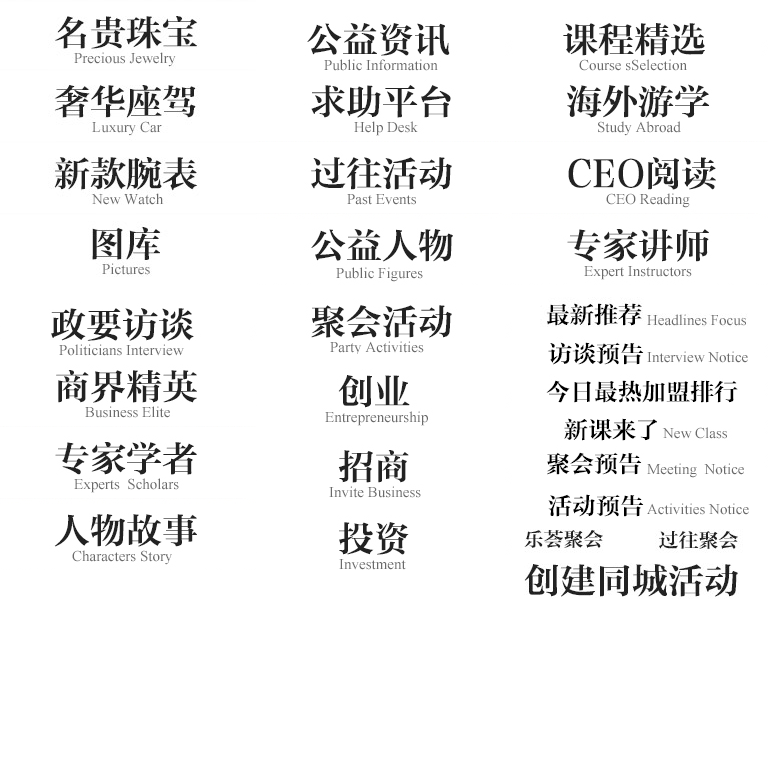 名贵珠宝
Precious Jewelry
奢华座驾
Luxury Car
新款腕表
New Watch
图库
Pictures
政要访谈
Politicians Interview
商界精英
Business Elite
专家学者
Experts  Scholars
人物故事
Characters Story
公益资讯
Public Information
求助平台
Help Desk
过往活动
Past Events
公益人物
Public Figures
聚会活动
Party Activities
创业
Entrepreneurship
招商
Invite Business
投资
Investment
课程精选
Course sSelection
海外游学
Study Abroad
CEO阅读
CEO Reading
专家讲师
Expert Instructors
最新推荐 Headlines Focus
访谈预告 Interview Notice
今日最热加盟排行
新课来了 New Class
聚会预告 Meeting  Notice
活动预告 Activities Notice
乐荟聚会 过往聚会
创建同城活动